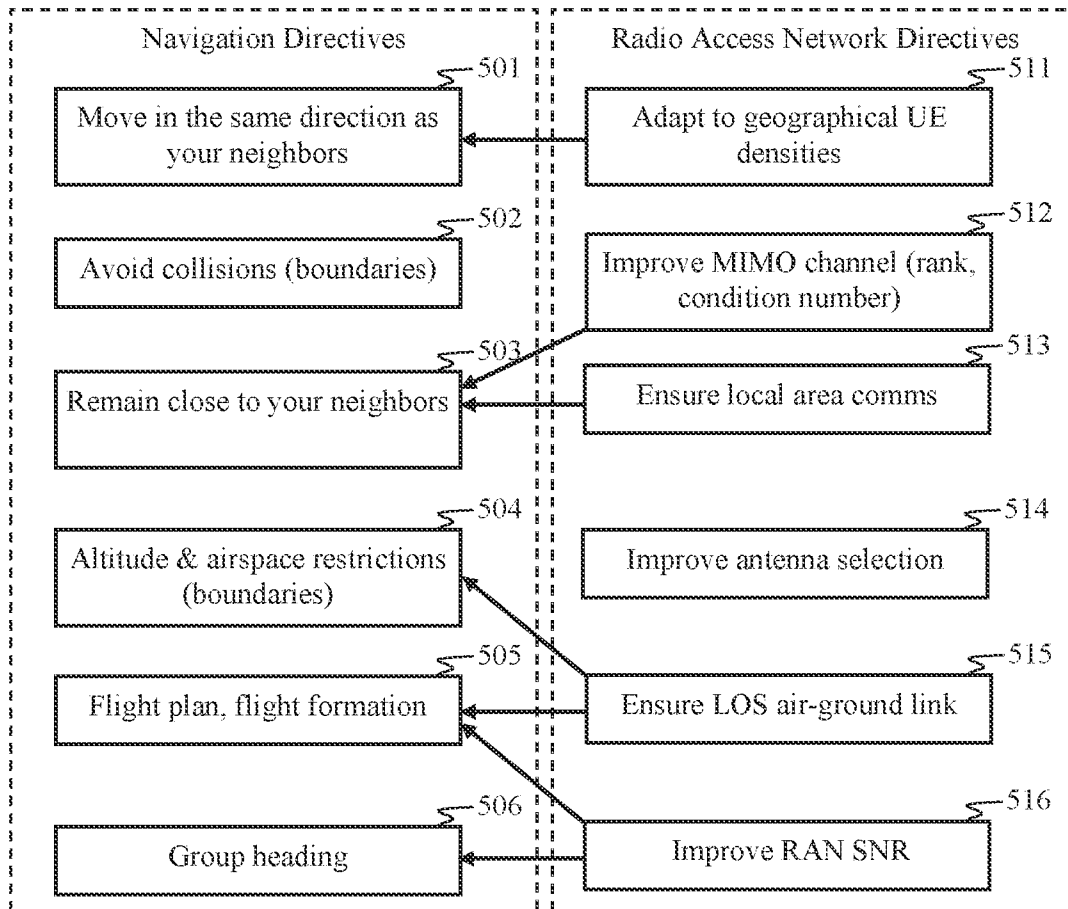 Navigation Directives
501
Move in the same direction as
your neighbors
502
Avoid collisions (boundaries)
503
Remain close to your neighbors
504
Altitude & airspace restrictions
(boundaries)
505
Flight plan, flight formation
506
Group heading
Radio Access Network Directives
511
Adapt to geographical UE
densities
512
Improve MIMO channel (rank,
condition number)
513
Ensure local area comms
514
Improve antenna selection
515
Ensure LOS air-ground link
516
Improve RAN SNR